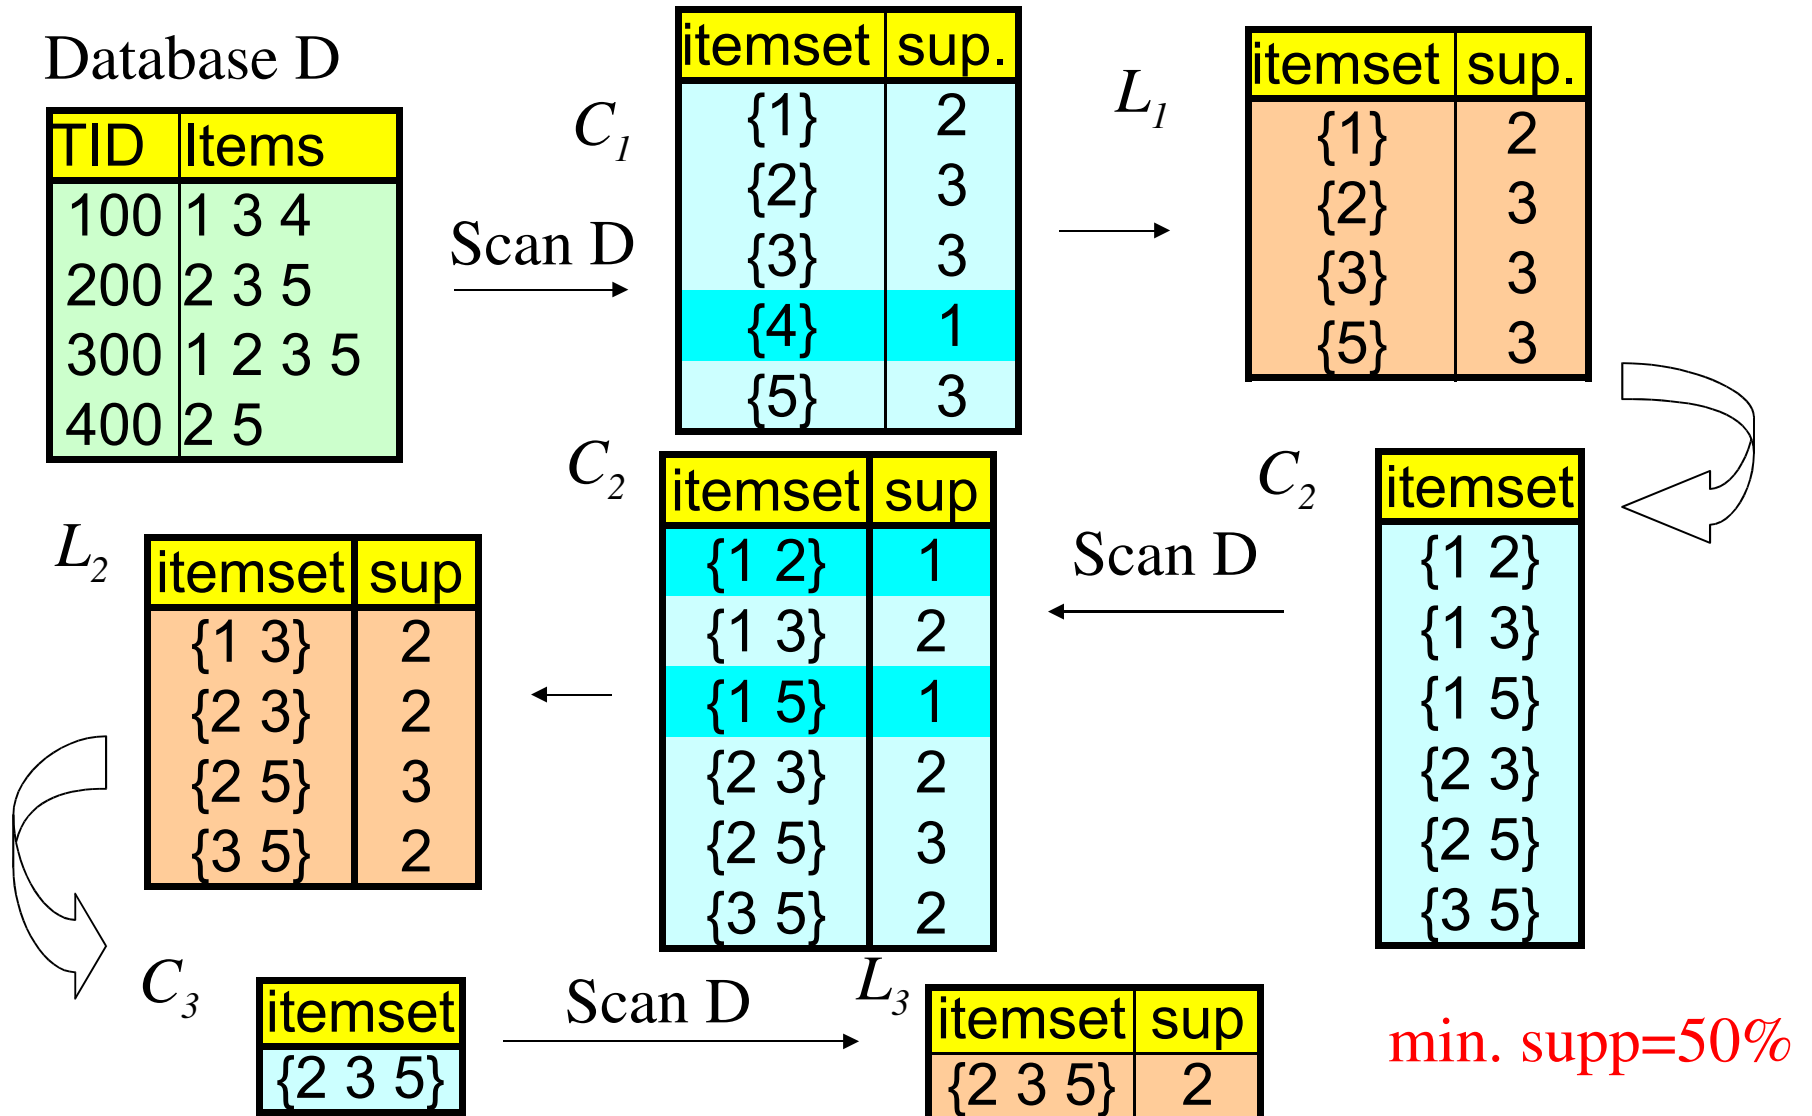 Database D
TID Items
100 1 3 4
200 2 3 5
300 1 2 3 5
400 2 5
Scan D
C1
itemset sup.
{1} 2
{2} 3
{3} 3
{4} 1
{5} 3
L1
itemset sup.
{1} 2
{2} 3
{3} 3
{5} 3
C2
itemset
{1 2}
{1 3}
{1 5}
{2 3}
{2 5}
{3 5}
Scan D
C2
itemset sup
{1 2} 1
{1 3} 2
{1 5} 1
{2 3} 2
{2 5} 3
{3 5} 2
L2
itemset sup
{1 3} 2
{2 3} 2
{2 5} 3
{3 5} 2
C3
itemset
{2 3 5}
Scan D
L3
itemset sup
{2 3 5} 2
min. supp=50%